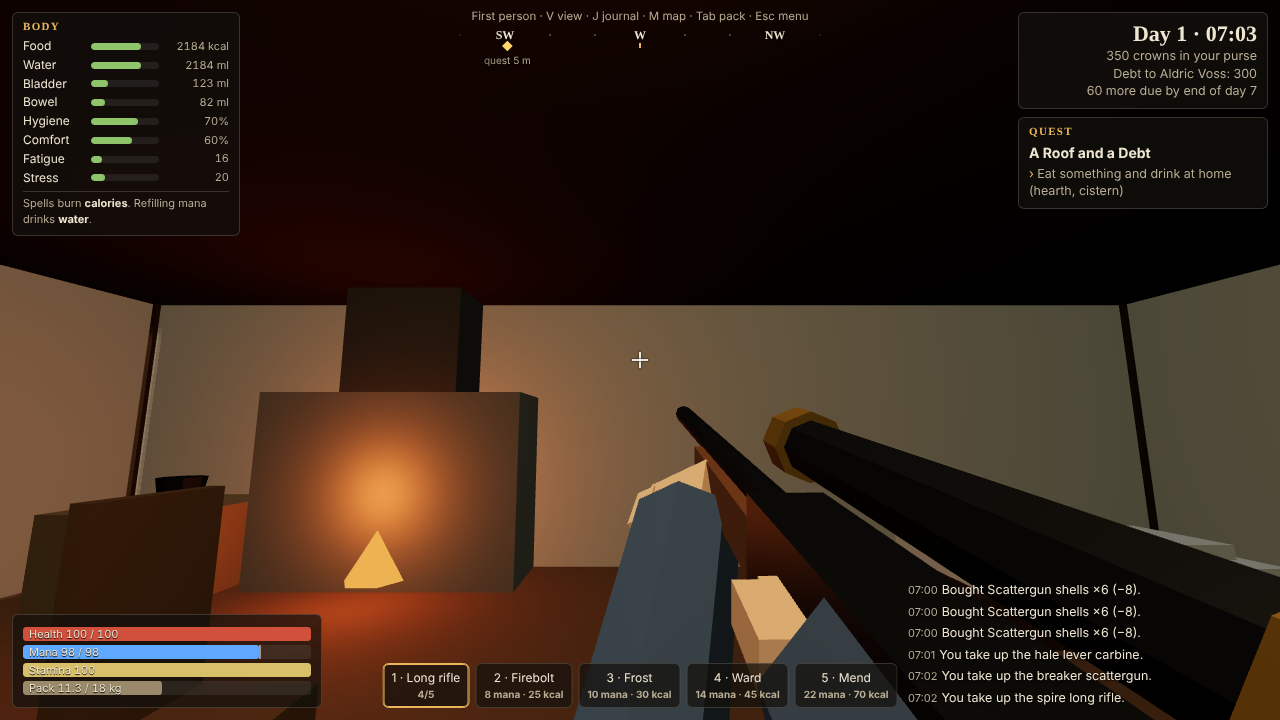 BODY
Food 2184 kcal
Water 2184 ml
Bladder 123 ml
Bowel 82 ml
Hygiene 70%
Comfort 60%
Fatigue 16
Stress 20
Spells burn calories. Refilling mana
drinks water.
First person · V view · J journal · M map · Tab pack · Esc menu
SW W NW
quest 5 m
Day 1 · 07:03
350 crowns in your purse
Debt to Aldric Voss: 300
60 more due by end of day 7
QUEST
A Roof and a Debt
› Eat something and drink at home
(hearth, cistern)
07:00 Bought Scattergun shells ×6 (−8).
07:00 Bought Scattergun shells ×6 (−8).
07:00 Bought Scattergun shells ×6 (−8).
07:01 You take up the hale lever carbine.
07:02 You take up the breaker scattergun.
07:02 You take up the spire long rifle.
Health 100 / 100
Mana 98 / 98
Stamina 100
Pack 11.3 / 18 kg
1 · Long rifle
4/5
2 · Firebolt
8 mana · 25 kcal
3 · Frost
10 mana · 30 kcal
4 · Ward
14 mana · 45 kcal
5 · Mend
22 mana · 70 kcal